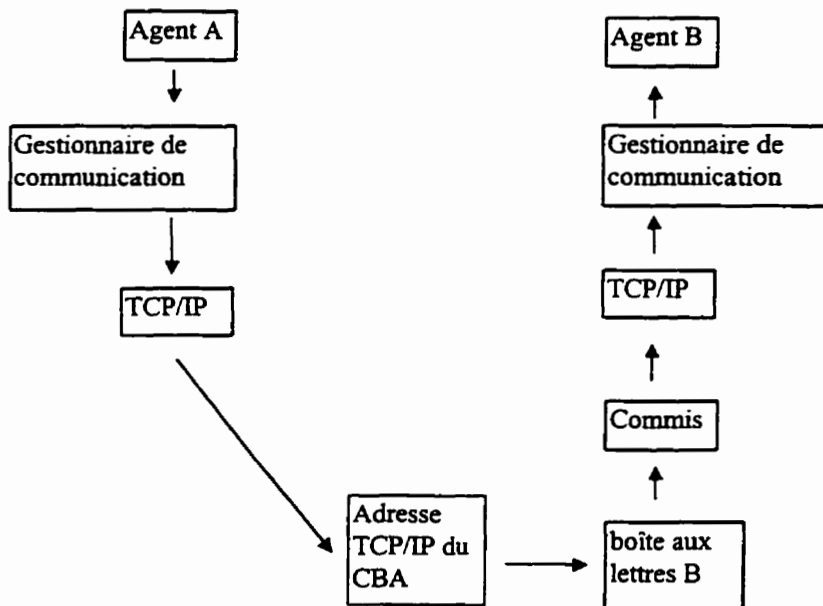 Agent A
Gestionnaire de
communication
TCP/IP
Adresse
TCP/IP du
CBA
boîte aux
lettres B
Commis
TCP/IP
Gestionnaire de
communication
Agent B